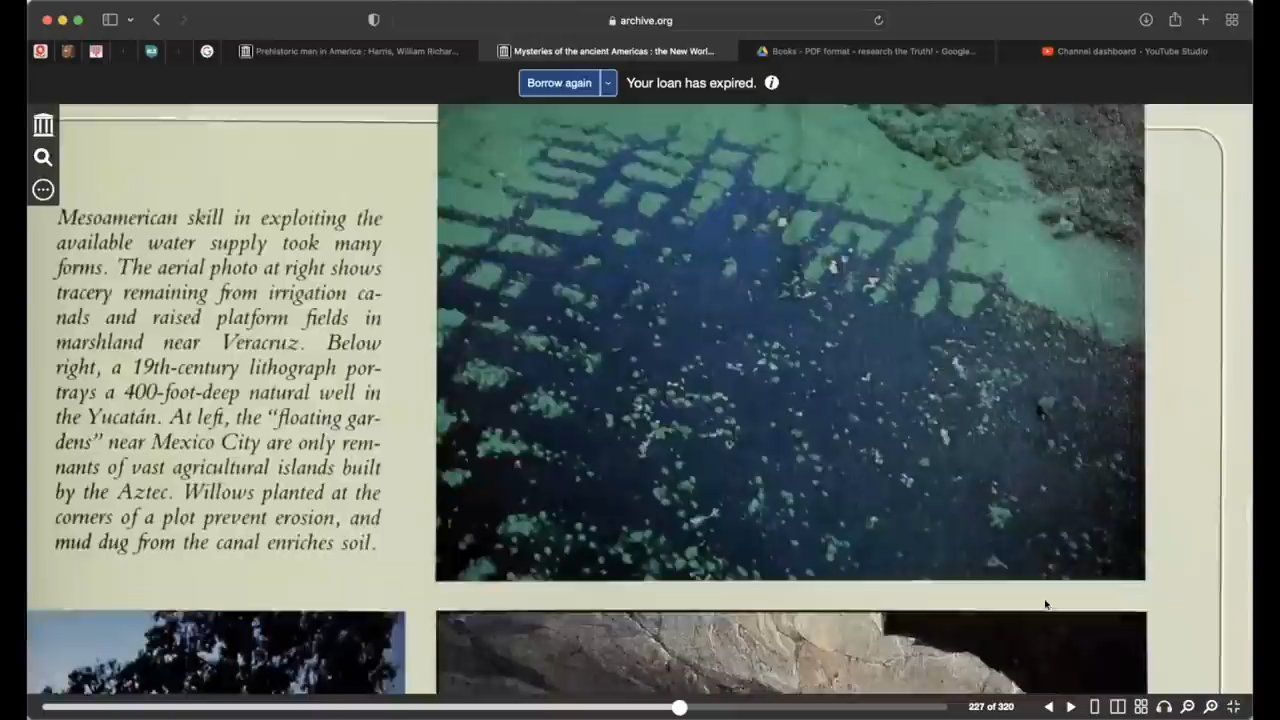 archive.org
G
Prehistoric man in America : Harris, William Richar...
Mysteries of the ancient Americas : the New Worl...
Books - PDF format - research the Truth! - Google...
Channel dashboard - YouTube Studio
Borrow again
Your loan has expired.
Mesoamerican skill in exploiting the
available water supply took many
forms. The aerial photo at right shows
tracery remaining from irrigation ca-
nals and raised platform fields in
marshland near Veracruz. Below
right, a 19th-century lithograph por-
trays a 400-foot-deep natural well in
the Yucatán. At left, the “floating gar-
dens” near Mexico City are only rem-
nants of vast agricultural islands built
by the Aztec. Willows planted at the
corners of a plot prevent erosion, and
mud dug from the canal enriches soil.
227 of 320